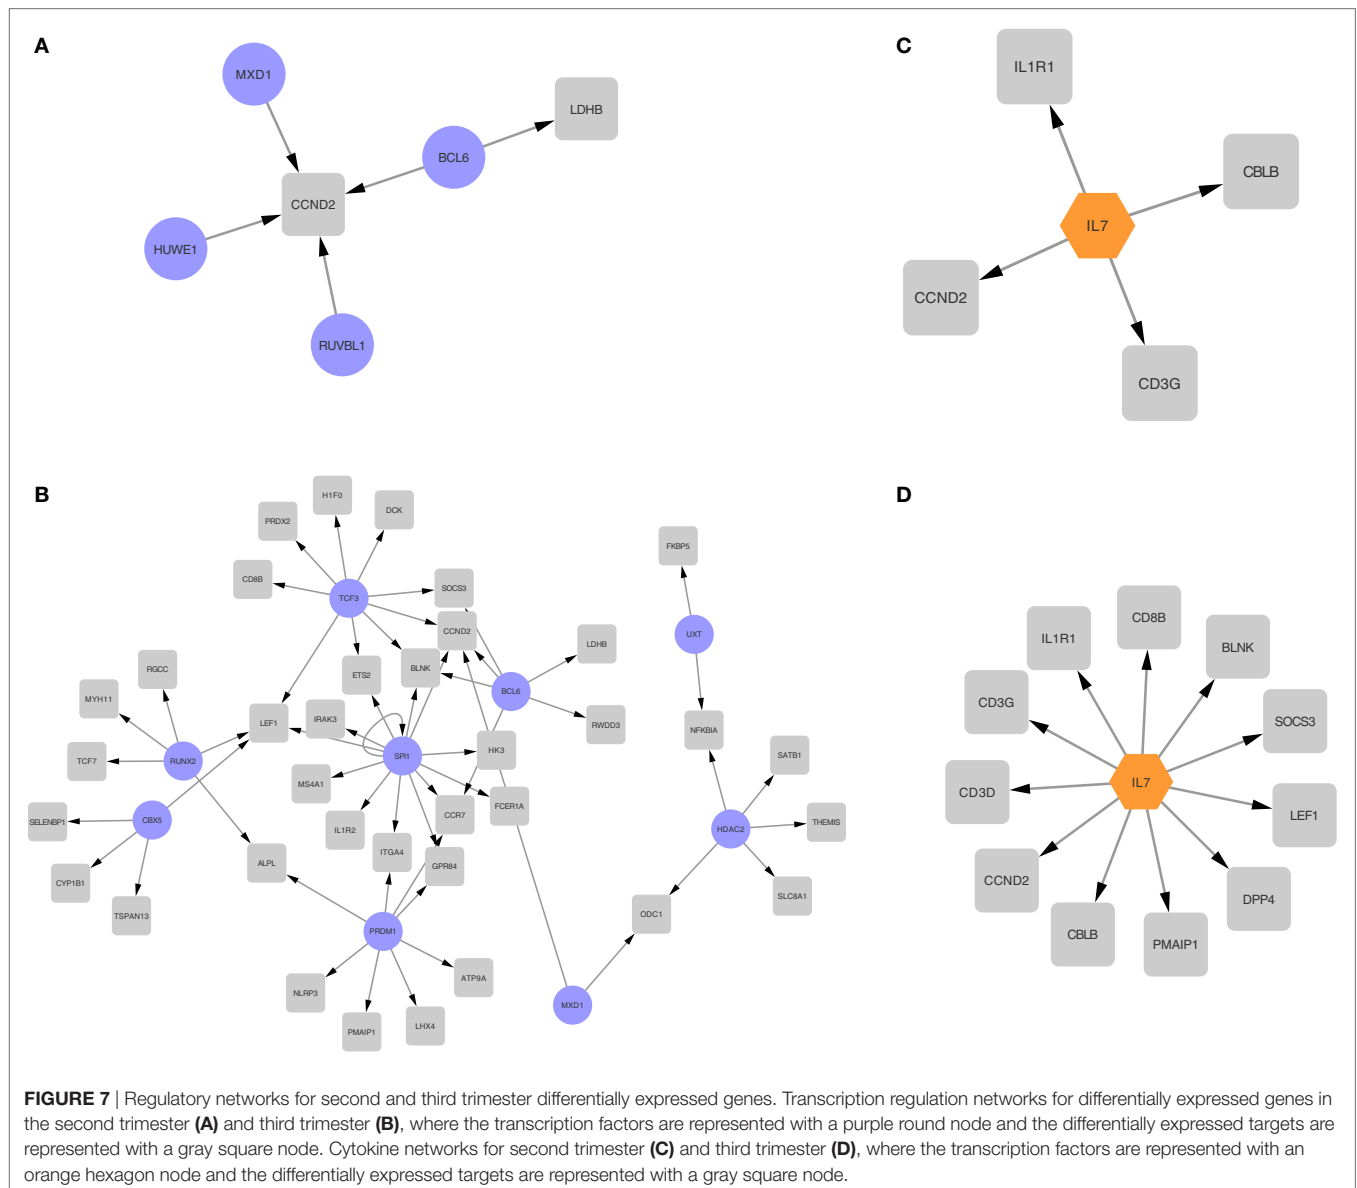 A
MXD1
LDHB
BCL6
CCND2
HUWE1
RUVBL1
C
IL1R1
CBLB
IL7
CCND2
CD3G
B
H1F0
DCK
PRDX2
CD8B
TCF3
SOCS3
CCND2
FKBP5
UXT
LDHB
RGCC
ETS2
BLNK
BCL6
MYH11
LEF1
IRAK3
RWDD3
NFKBIA
TCF7
RUNX2
SPI1
HK3
SATB1
MS4A1
FCER1A
SELENBP1
CBX5
IL1R2
CCR7
HDAC2
THEMIS
ITGA4
CYP1B1
ALPL
GPR84
TSPAN13
SLC8A1
ODC1
PRDM1
NLRP3
ATP9A
MXD1
PMAIP1
LHX4
D
CD8B
IL1R1
BLNK
CD3G
SOCS3
CD3D
IL7
LEF1
CCND2
DPP4
CBLB
PMAIP1
FIGURE 7 | Regulatory networks for second and third trimester differentially expressed genes. Transcription regulation networks for differentially expressed genes in
the second trimester (A) and third trimester (B), where the transcription factors are represented with a purple round node and the differentially expressed targets are
represented with a gray square node. Cytokine networks for second trimester (C) and third trimester (D), where the transcription factors are represented with an
orange hexagon node and the differentially expressed targets are represented with a gray square node.